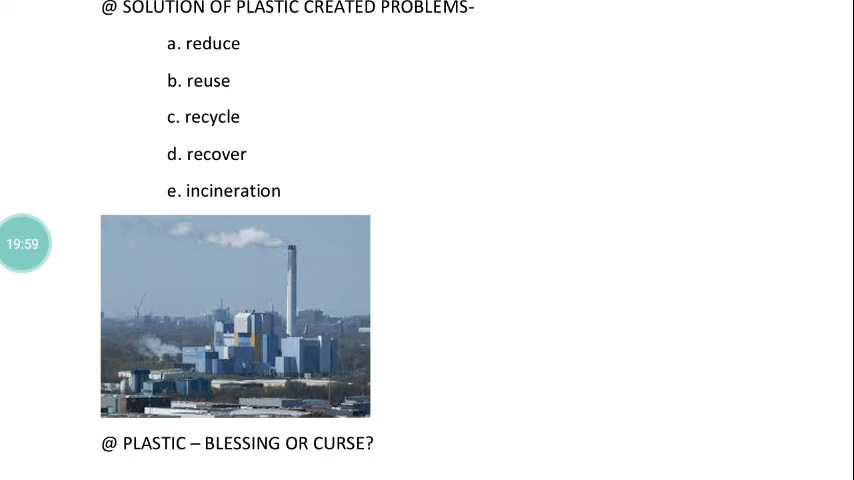 @ SOLUTION OF PLASTIC CREATED PROBLEMS-
a. reduce
b. reuse
c. recycle
d. recover
e. incineration
19:59
@ PLASTIC – BLESSING OR CURSE?